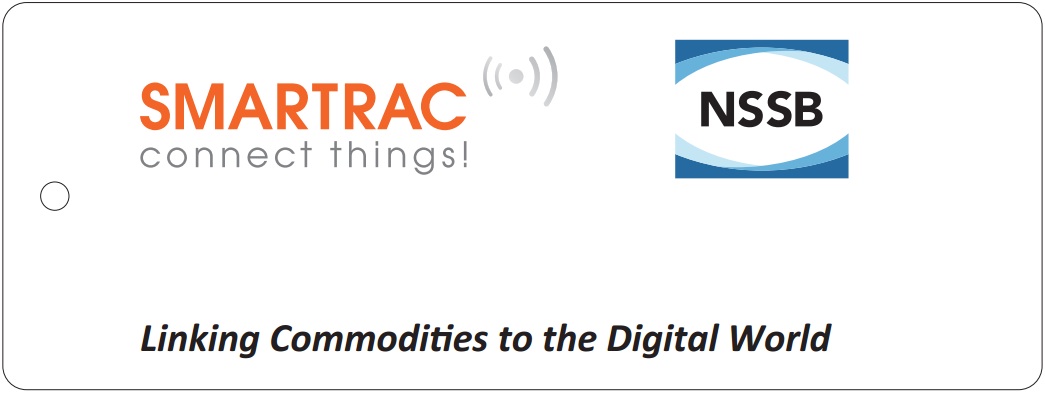 SMARTRAC
connect things!
NSSB
Linking Commodities to the Digital World